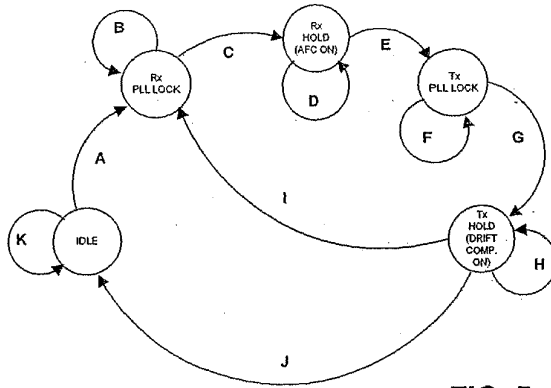 B
Rx
PLL LOCK
C
Rx
HOLD
(AFC ON)
D
E
Tx
PLL LOCK
F
G
A
I
K
IDLE
Tx
HOLD
(DRIFT
COMP.
ON)
H
J